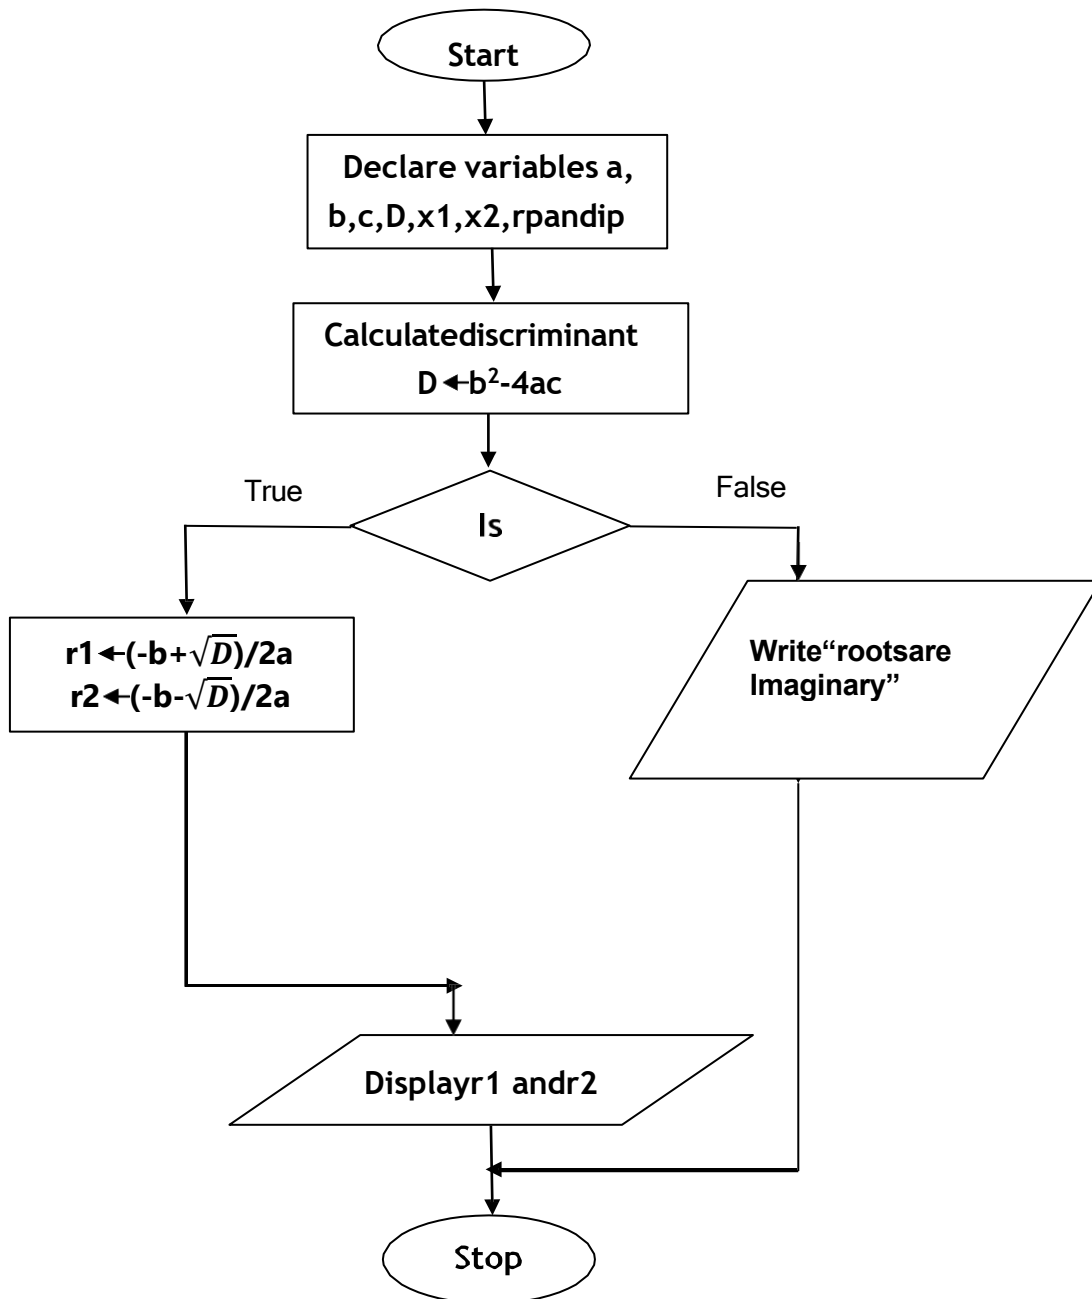 Start
Declare variables a,
b,c,D,x1,x2,rpandip
Calculatediscriminant
D←b²-4ac
True
False
Is
r1←(-b+√D)/2a
r2←(-b-√D)/2a
Write“rootsare
Imaginary”
Displayr1 andr2
Stop